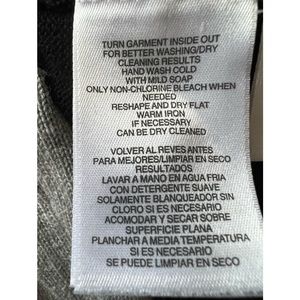 TURN GARMENT INSIDE OUT
FOR BETTER WASHING/DRY
CLEANING RESULTS
HAND WASH COLD
WITH MILD SOAP
ONLY NON-CHLORINE BLEACH WHEN
NEEDED
RESHAPE AND DRY FLAT
WARM IRON
IF NECESSARY
CAN BE DRY CLEANED
VOLVER AL REVES ANTES
PARA MEJORES/LIMPIAR EN SECO
RESULTADOS
LAVAR A MANO EN AGUA FRIA
CON DETERGENTE SUAVE
SOLAMENTE BLANQUEADOR SIN
CLORO SI ES NECESARIO
ACOMODAR Y SECAR SOBRE
SUPERFICIE PLANA
PLANCHAR A MEDIA TEMPERATURA
SI ES NECESARIO
SE PUEDE LIMPIAR EN SECO